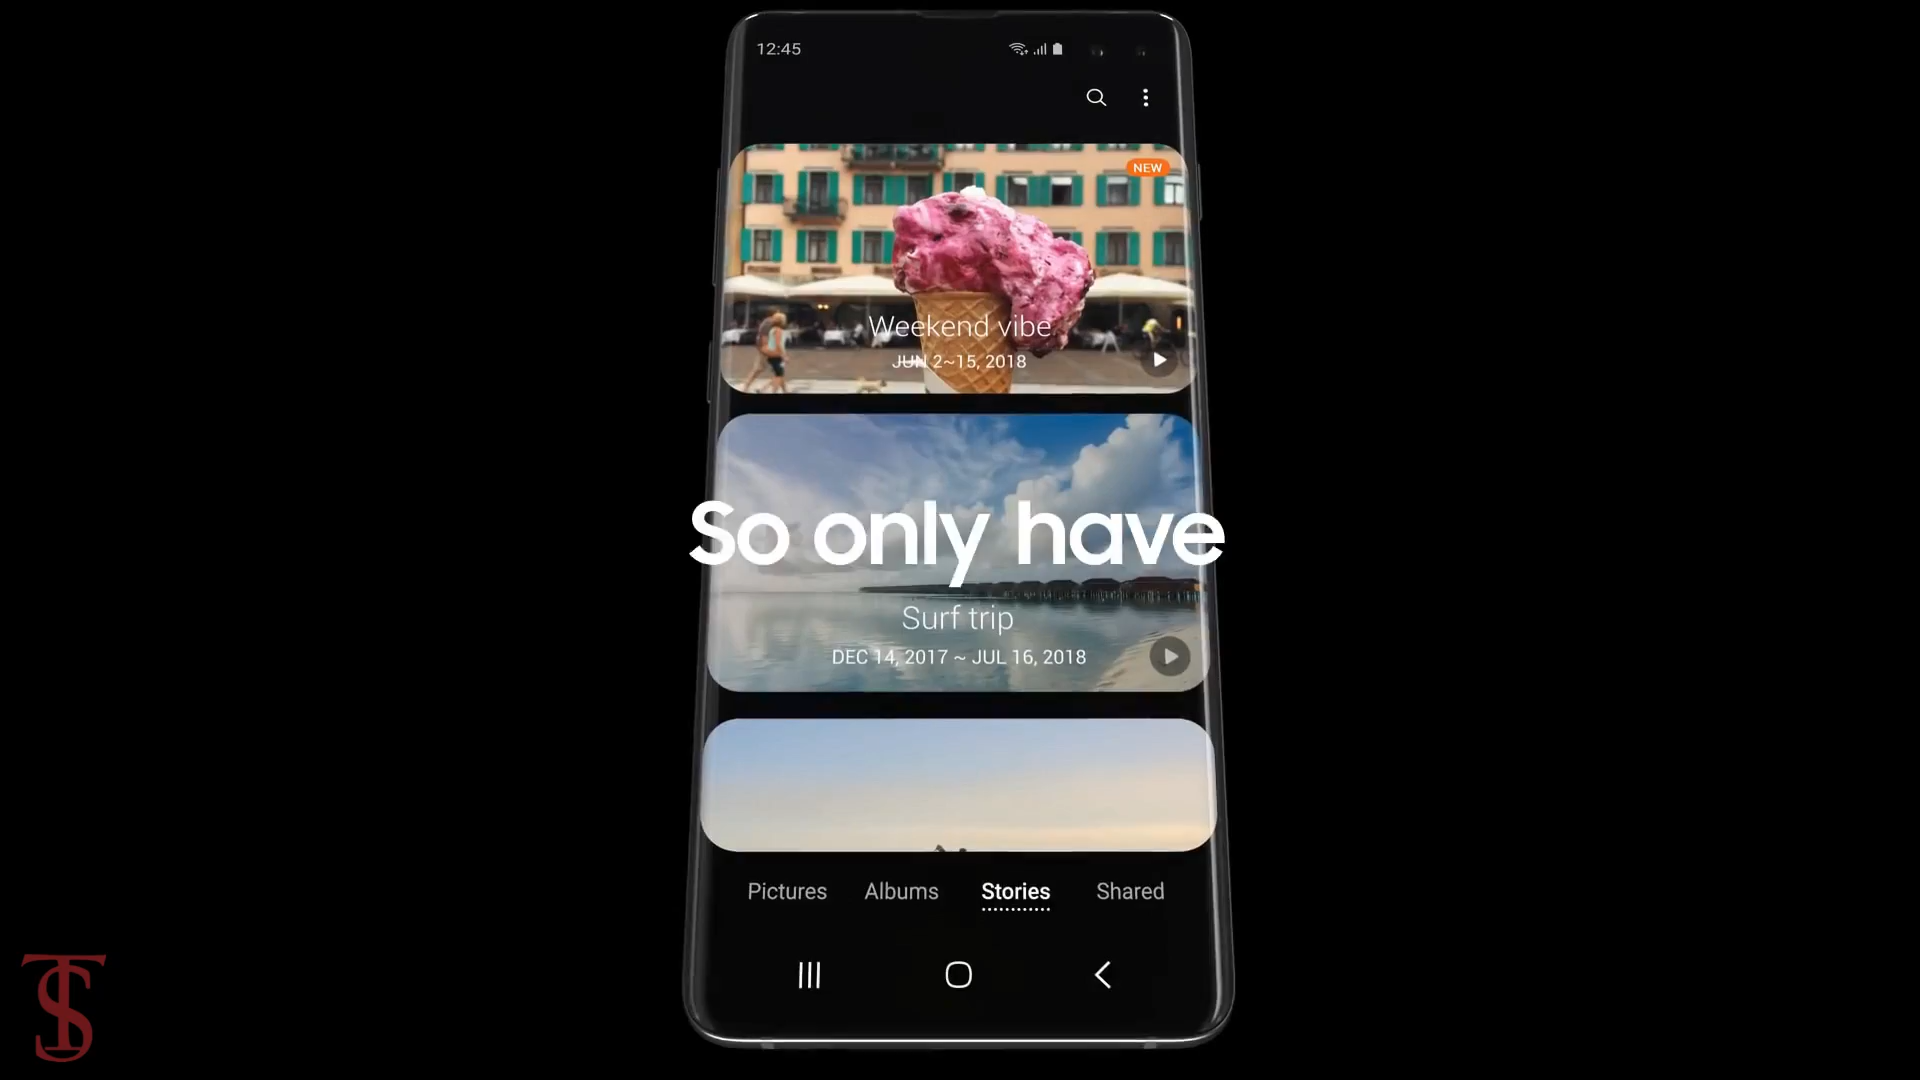 12:45
NEW
Weekend vibe
JUN 2~15, 2018
So only have
Surf trip
DEC 14, 2017 ~ JUL 16, 2018
Pictures Albums Stories Shared
TS